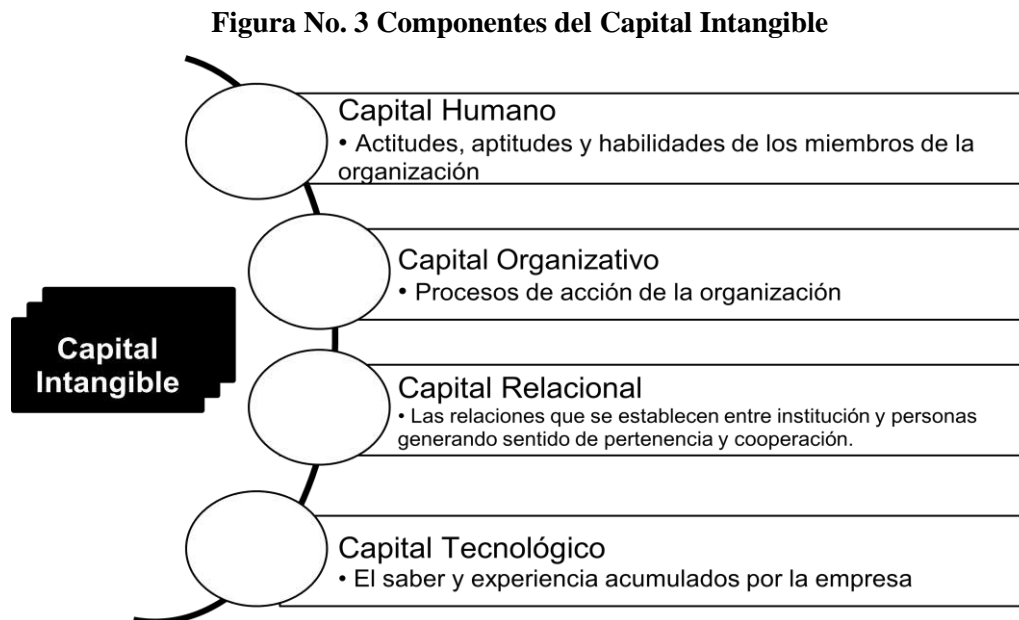 Figura No. 3 Componentes del Capital Intangible
Capital Humano
• Actitudes, aptitudes y habilidades de los miembros de la
organización
Capital Organizativo
• Procesos de acción de la organización
Capital
Intangible
Capital Relacional
• Las relaciones que se establecen entre institución y personas
generando sentido de pertenencia y cooperación.
Capital Tecnológico
• El saber y experiencia acumulados por la empresa